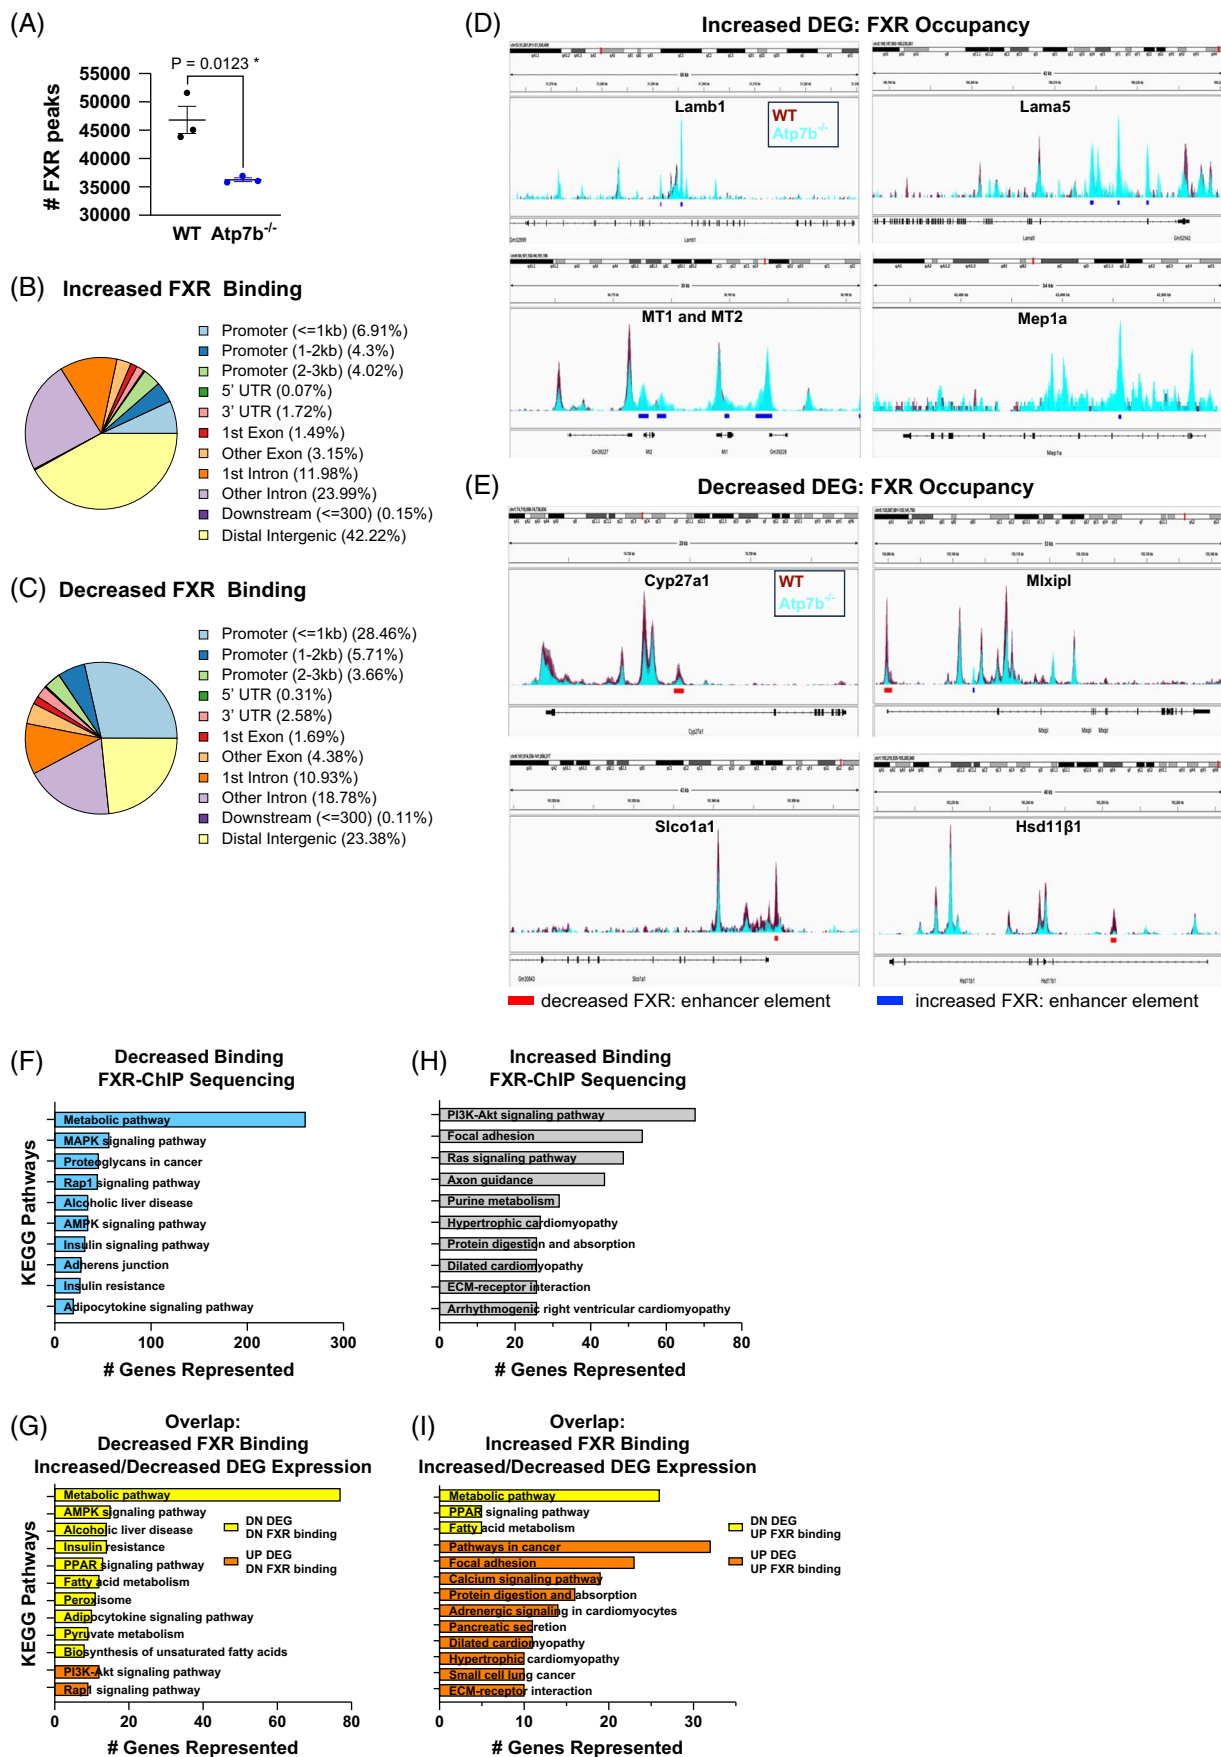 (A)
P = 0.0123 *
# FXR peaks
55000
50000
45000
40000
35000
30000
WT Atp7b-/-
(B) Increased FXR Binding
Promoter (<=1kb) (6.91%)
Promoter (1-2kb) (4.3%)
Promoter (2-3kb) (4.02%)
5' UTR (0.07%)
3' UTR (1.72%)
1st Exon (1.49%)
Other Exon (3.15%)
1st Intron (11.98%)
Other Intron (23.99%)
Downstream (<=300) (0.15%)
Distal Intergenic (42.22%)
(C) Decreased FXR Binding
Promoter (<=1kb) (28.46%)
Promoter (1-2kb) (5.71%)
Promoter (2-3kb) (3.66%)
5' UTR (0.31%)
3' UTR (2.58%)
1st Exon (1.69%)
Other Exon (4.38%)
1st Intron (10.93%)
Other Intron (18.78%)
Downstream (<=300) (0.11%)
Distal Intergenic (23.38%)
(D) Increased DEG: FXR Occupancy
Lamb1
WT
Atp7b-/-
Lamb1
Lama5
Lama5
Gm52542
MT1 and MT2
Gm39227
Mt2
Mt1
Gm39228
Mep1a
34 kb
Mep1a
(E) Decreased DEG: FXR Occupancy
Cyp27a1
WT
Atp7b-/-
Cyp27a1
Mlxipl
Mlxipl
Mlxipl
Mlxipl
Slco1a1
Gm30843
Slco1a1
Hsd11β1
Hsd11b1
Hsd11b1
decreased FXR: enhancer element
increased FXR: enhancer element
(F) Decreased Binding
FXR-ChIP Sequencing
KEGG Pathways
Metabolic pathway
MAPK signaling pathway
Proteoglycans in cancer
Rap1 signaling pathway
Alcoholic liver disease
AMPK signaling pathway
Insulin signaling pathway
Adherens junction
Insulin resistance
Adipocytokine signaling pathway
0 100 200 300
# Genes Represented
(H) Increased Binding
FXR-ChIP Sequencing
PI3K-Akt signaling pathway
Focal adhesion
Ras signaling pathway
Axon guidance
Purine metabolism
Hypertrophic cardiomyopathy
Protein digestion and absorption
Dilated cardiomyopathy
ECM-receptor interaction
Arrhythmogenic right ventricular cardiomyopathy
0 20 40 60 80
# Genes Represented
(G) Overlap:
Decreased FXR Binding
Increased/Decreased DEG Expression
KEGG Pathways
Metabolic pathway
AMPK signaling pathway
Alcoholic liver disease
Insulin resistance
PPAR signaling pathway
Fatty acid metabolism
Peroxisome
Adipocytokine signaling pathway
Pyruvate metabolism
Biosynthesis of unsaturated fatty acids
PI3K-Akt signaling pathway
Rap1 signaling pathway
DN DEG
DN FXR binding
UP DEG
DN FXR binding
0 20 40 60 80
# Genes Represented
(I) Overlap:
Increased FXR Binding
Increased/Decreased DEG Expression
Metabolic pathway
PPAR signaling pathway
Fatty acid metabolism
Pathways in cancer
Focal adhesion
Calcium signaling pathway
Protein digestion and absorption
Adrenergic signaling in cardiomyocytes
Pancreatic secretion
Dilated cardiomyopathy
Hypertrophic cardiomyopathy
Small cell lung cancer
ECM-receptor interaction
DN DEG
UP FXR binding
UP DEG
UP FXR binding
0 10 20 30
# Genes Represented